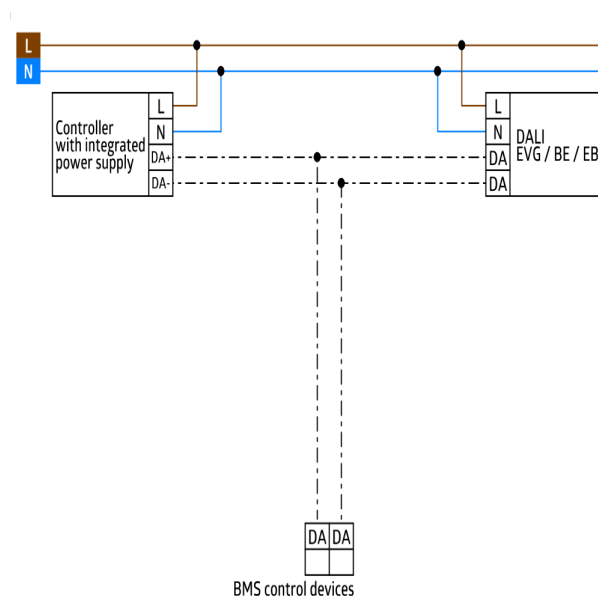 L
N
Controller
with integrated
power supply
L
N
DA+
DA-
L
N
DA
DA
DALI
EVG / BE / EB
DA DA
BMS control devices